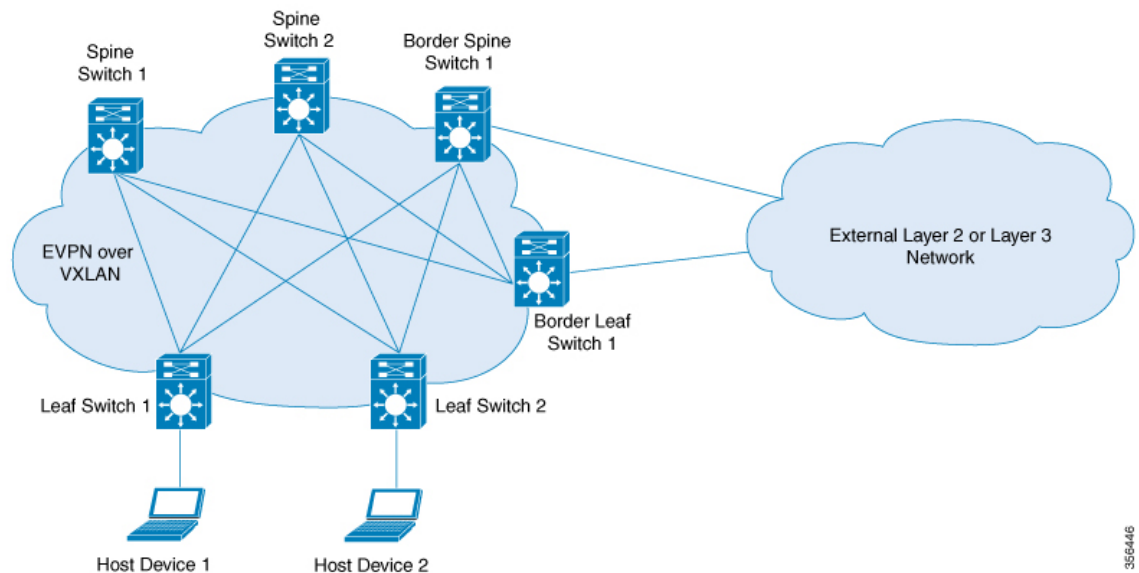 Spine
Switch 2
Spine
Switch 1
Border Spine
Switch 1
EVPN over
VXLAN
External Layer 2 or Layer 3
Network
Border Leaf
Switch 1
Leaf Switch 1
Leaf Switch 2
Host Device 1
Host Device 2
356446